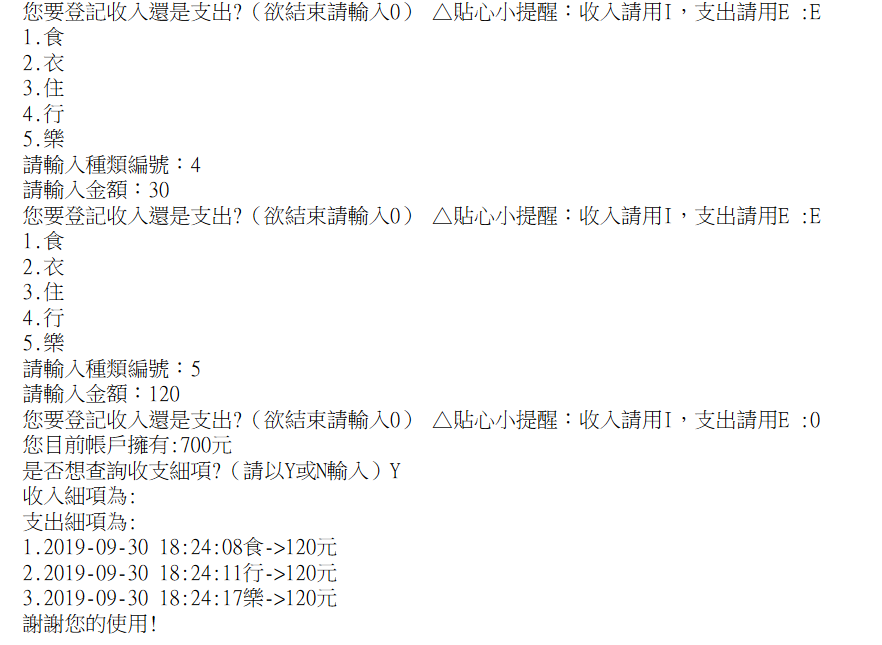 您要登記收入還是支出?(欲結束請輸入0) △貼心小提醒：收入請用I，支出請用E :E
1.食
2.衣
3.住
4.行
5.樂
請輸入種類編號：4
請輸入金額：30
您要登記收入還是支出?(欲結束請輸入0) △貼心小提醒：收入請用I，支出請用E :E
1.食
2.衣
3.住
4.行
5.樂
請輸入種類編號：5
請輸入金額：120
您要登記收入還是支出?(欲結束請輸入0) △貼心小提醒：收入請用I，支出請用E :0
您目前帳戶擁有:700元
是否想查詢收支細項?(請以Y或N輸入)Y
收入細項為:
支出細項為:
1.2019-09-30 18:24:08食->120元
2.2019-09-30 18:24:11行->120元
3.2019-09-30 18:24:17樂->120元
謝謝您的使用!